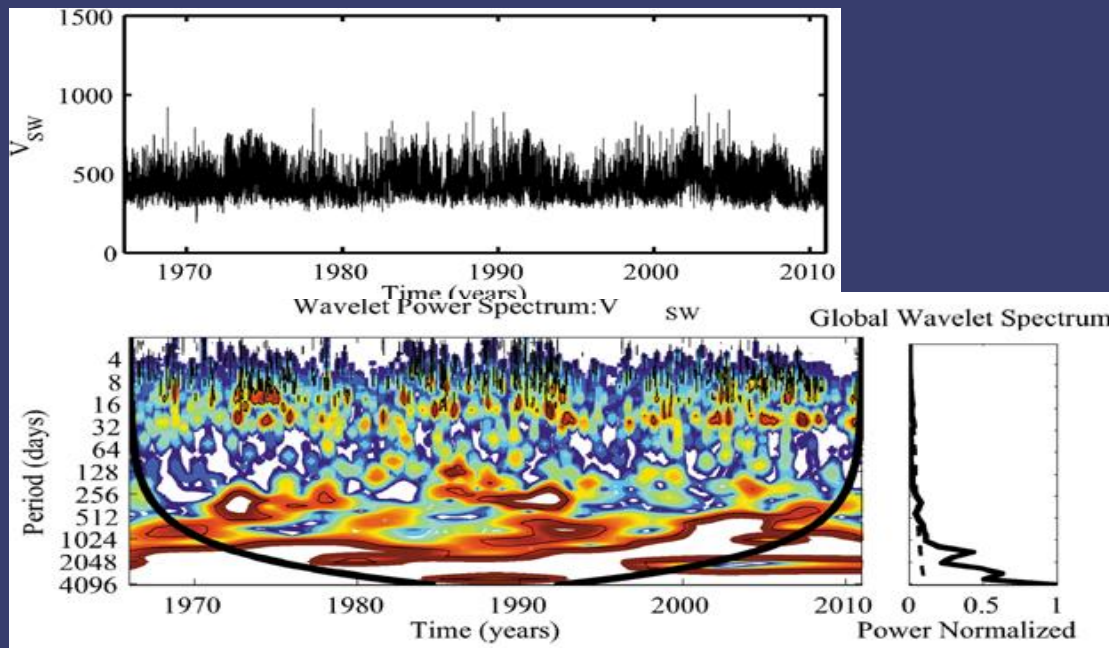 1500
1000
V_SW
500
0
1970 1980 1990 2000 2010
Time (years)
Wavelet Power Spectrum:V SW
Global Wavelet Spectrum
4
8
16
32
64
128
256
512
1024
2048
4096
Period (days)
1970 1980 1990 2000 2010
Time (years)
0 0.5 1
Power Normalized